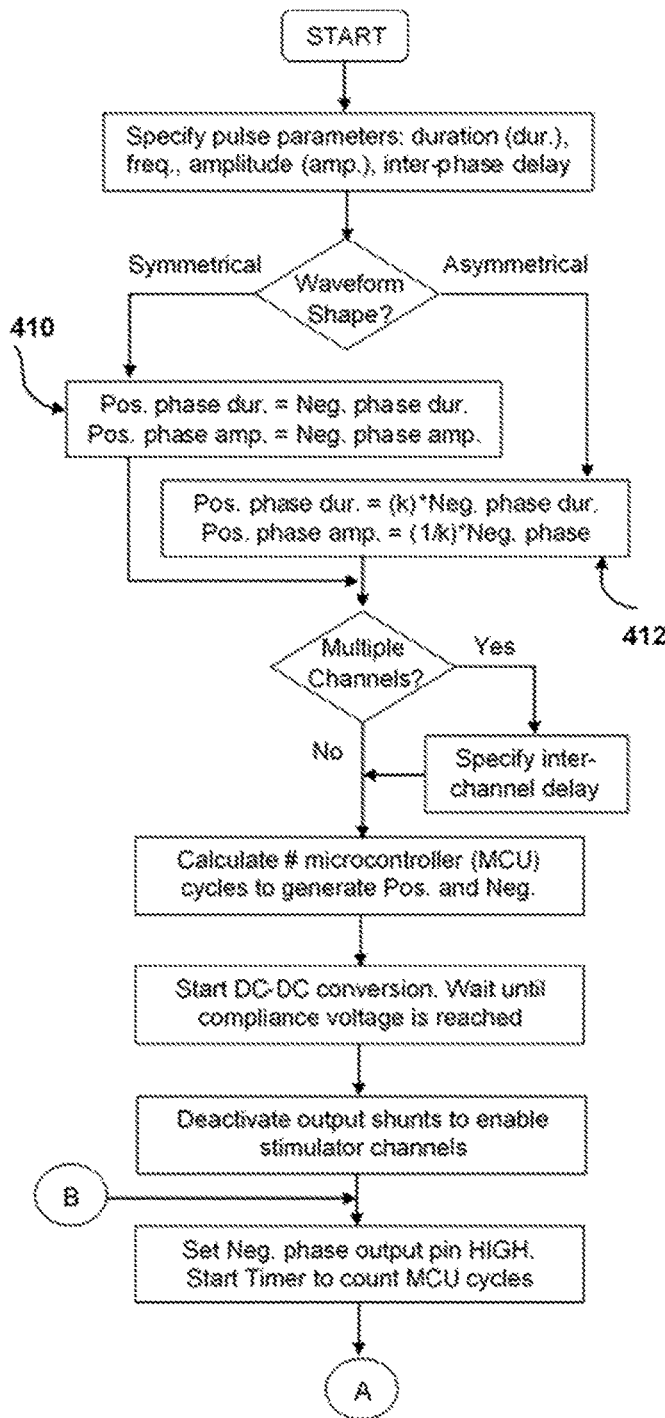 START
Specify pulse parameters: duration (dur.),
freq., amplitude (amp.), inter-phase delay
Symmetrical
Asymmetrical
Waveform
Shape?
410
Pos. phase dur. = Neg. phase dur.
Pos. phase amp. = Neg. phase amp.
Pos. phase dur. = (k)*Neg. phase dur.
Pos. phase amp. = (1/k)*Neg. phase
412
Multiple
Channels?
Yes
No
Specify inter-
channel delay
Calculate # microcontroller (MCU)
cycles to generate Pos. and Neg.
Start DC-DC conversion. Wait until
compliance voltage is reached
Deactivate output shunts to enable
stimulator channels
B
Set Neg. phase output pin HIGH.
Start Timer to count MCU cycles
A